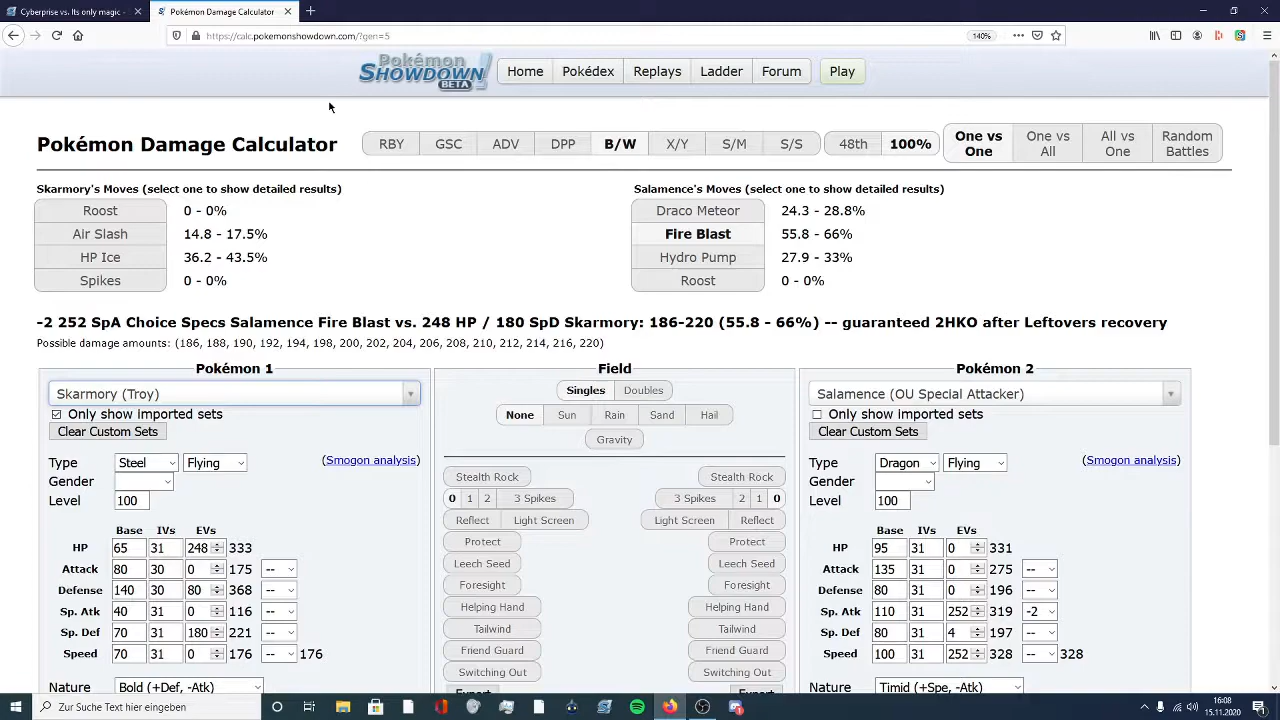 Cyberprise vs. Its only magic
Pokémon Damage Calculator
https://calc.pokemonshowdown.com/?gen=5
140%
Pokémon
SHOWDOWN!
BETA
Home Pokédex Replays Ladder Forum Play
Pokémon Damage Calculator
RBY GSC ADV DPP B/W X/Y S/M S/S 48th 100% One vs One One vs All All vs One Random Battles
Skarmory's Moves (select one to show detailed results)
Salamence's Moves (select one to show detailed results)
Roost 0 - 0%
Draco Meteor 24.3 - 28.8%
Air Slash 14.8 - 17.5%
Fire Blast 55.8 - 66%
HP Ice 36.2 - 43.5%
Hydro Pump 27.9 - 33%
Spikes 0 - 0%
Roost 0 - 0%
-2 252 SpA Choice Specs Salamence Fire Blast vs. 248 HP / 180 SpD Skarmory: 186-220 (55.8 - 66%) -- guaranteed 2HKO after Leftovers recovery
Possible damage amounts: (186, 188, 190, 192, 194, 198, 200, 202, 204, 206, 208, 210, 212, 214, 216, 220)
Pokémon 1
Skarmory (Troy)
Only show imported sets
Clear Custom Sets
Type Steel Flying (Smogon analysis)
Gender
Level 100
Base IVs EVs
HP 65 31 248 333
Attack 80 30 0 175 --
Defense 140 30 80 368 --
Sp. Atk 40 31 0 116 --
Sp. Def 70 31 180 221 --
Speed 70 31 0 176 -- 176
Nature Bold (+Def, -Atk)
Field
Singles Doubles
None Sun Rain Sand Hail
Gravity
Stealth Rock Stealth Rock
0 1 2 3 Spikes 3 Spikes 2 1 0
Reflect Light Screen Light Screen Reflect
Protect Protect
Leech Seed Leech Seed
Foresight Foresight
Helping Hand Helping Hand
Tailwind Tailwind
Friend Guard Friend Guard
Switching Out Switching Out
Export Export
Pokémon 2
Salamence (OU Special Attacker)
Only show imported sets
Clear Custom Sets
Type Dragon Flying (Smogon analysis)
Gender
Level 100
Base IVs EVs
HP 95 31 0 331
Attack 135 31 0 275 --
Defense 80 31 0 196 --
Sp. Atk 110 31 252 319 -2
Sp. Def 80 31 4 197 --
Speed 100 31 252 328 -- 328
Nature Timid (+Spe, -Atk)
Zur Suche Text hier eingeben
16:08
15.11.2020